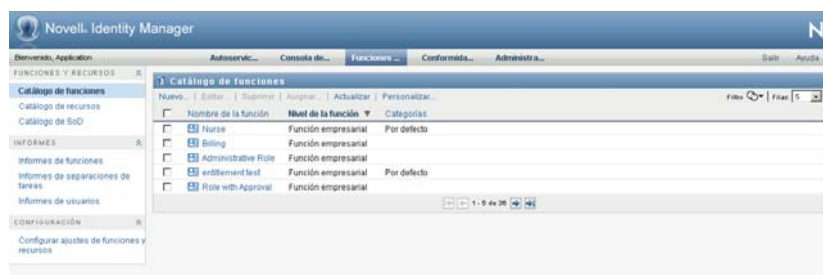 Novell. Identity Manager
N
Bienvenido, Application
Autoservic...
Consola de...
Funciones ...
Conformida...
Administra...
Salir
Ayuda
FUNCIONES Y RECURSOS
Catálogo de funciones
Catálogo de recursos
Catálogo de SoD
INFORMES
Informes de funciones
Informes de separaciones de
tareas
Informes de usuarios
CONFIGURACIÓN
Configurar ajustes de funciones y
recursos
Catálogo de funciones
Nuevo... | Editar... | Suprimir | Asignar... | Actualizar | Personalizar...
Filtro | Filas: 5
Nombre de la función Nivel de la función Categorías
Nurse Función empresarial Por defecto
Billing Función empresarial
Administrative Role Función empresarial
entitlement test Función empresarial Por defecto
Role with Approval Función empresarial
1 - 5 de 36